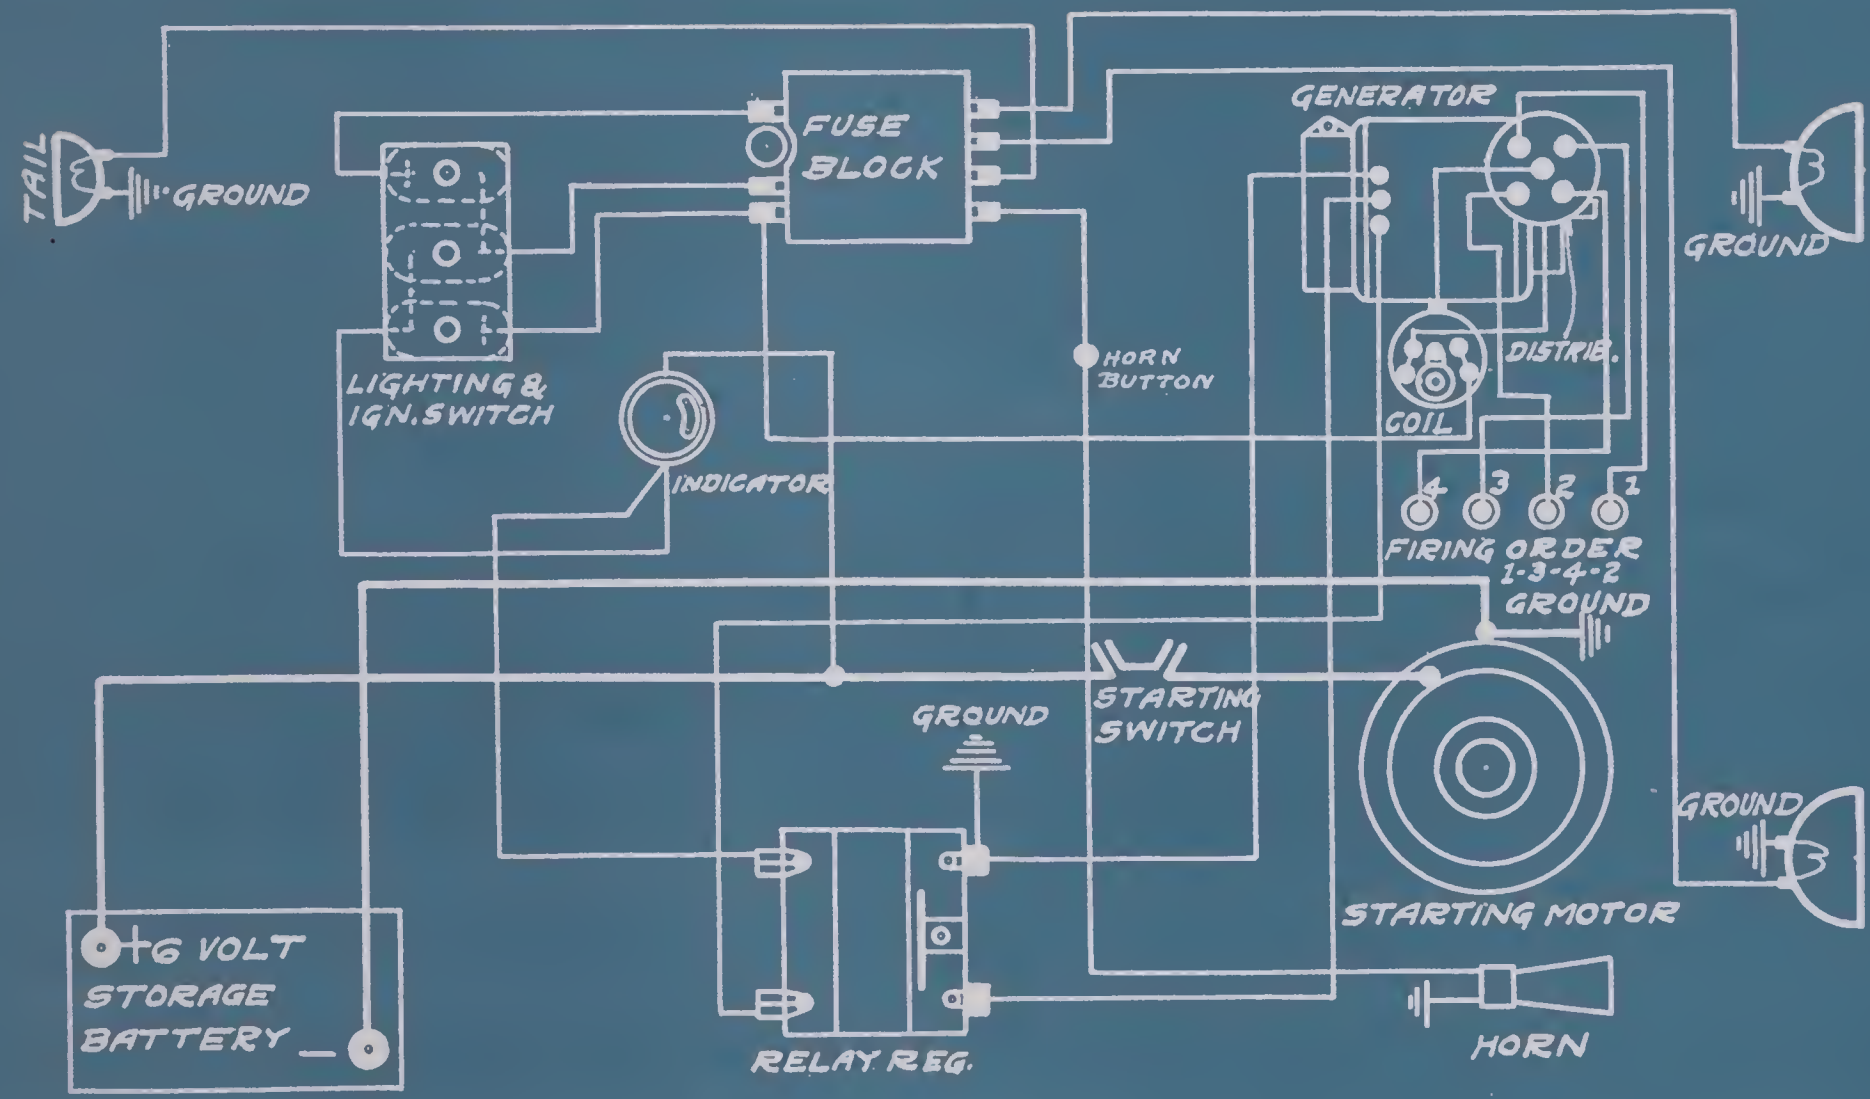 TAIL
GROUND
FUSE
BLOCK
GENERATOR
GROUND
LIGHTING &
IGN. SWITCH
INDICATOR
HORN
BUTTON
DISTRIB.
COIL
4 3 2 1
FIRING ORDER
1-3-4-2
GROUND
STARTING
SWITCH
GROUND
GROUND
STARTING MOTOR
+6 VOLT
STORAGE
BATTERY -
RELAY REG.
HORN